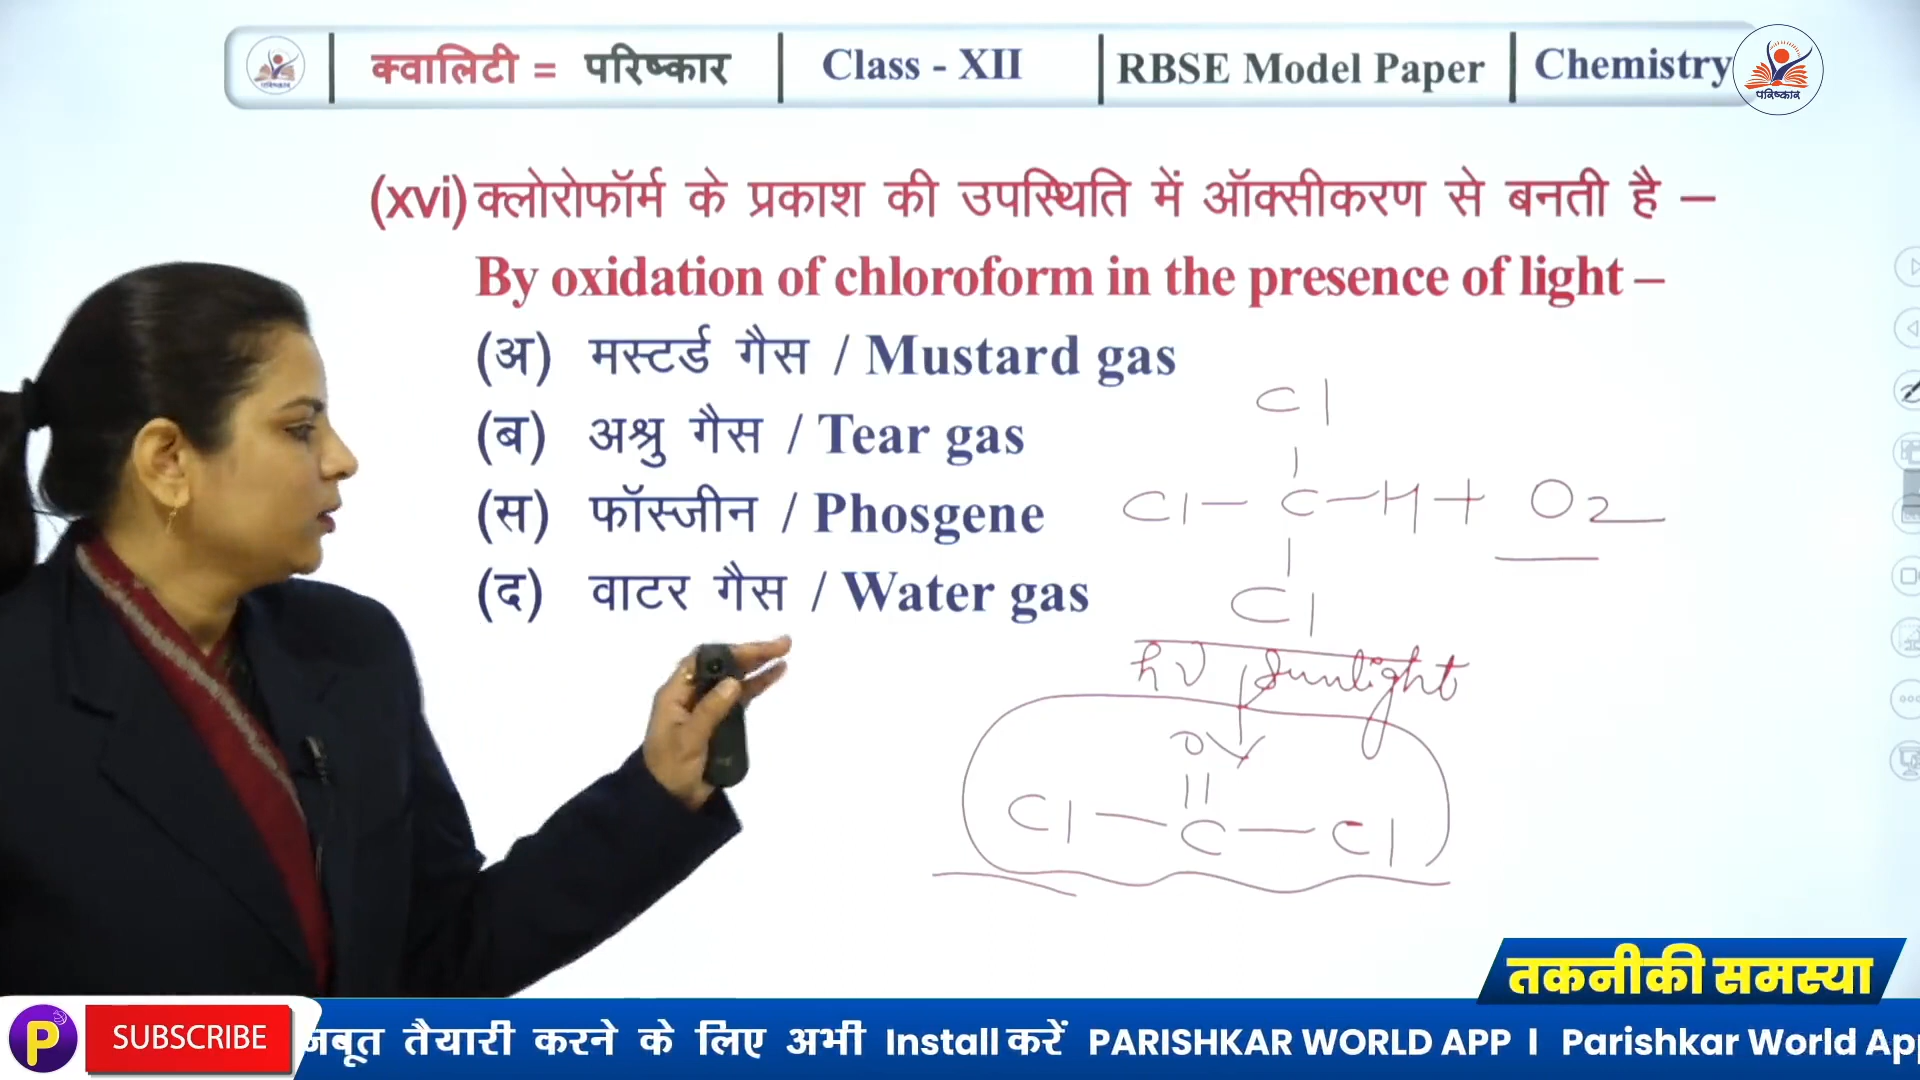 क्वालिटी = परिष्कार
Class - XII
RBSE Model Paper
Chemistry
परिष्कार
परिष्कार
(xvi) क्लोरोफॉर्म के प्रकाश की उपस्थिति में ऑक्सीकरण से बनती है –
By oxidation of chloroform in the presence of light –
(अ) मस्टर्ड गैस / Mustard gas
(ब) अश्रु गैस / Tear gas
(स) फॉस्जीन / Phosgene
(द) वाटर गैस / Water gas
Cl
Cl – C – H + O2
Cl
hν Sunlight
O
Cl – C – Cl
तकनीकी समस्या
P
SUBSCRIBE
जबूत तैयारी करने के लिए अभी Install करें PARISHKAR WORLD APP I Parishkar World Ap